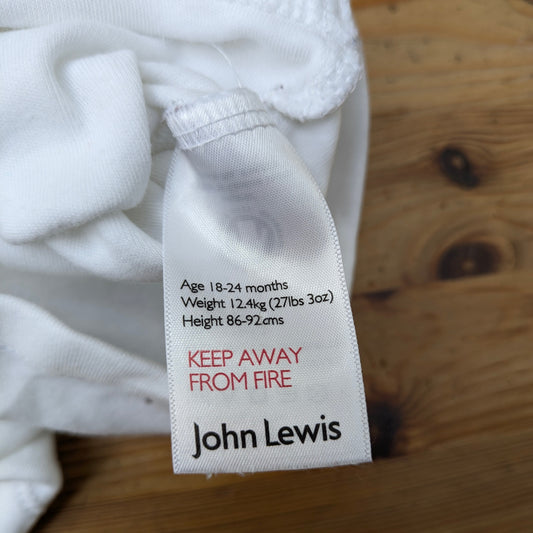 Age 18-24 months
Weight 12.4kg (27lbs 3oz)
Height 86-92cms
KEEP AWAY
FROM FIRE
John Lewis